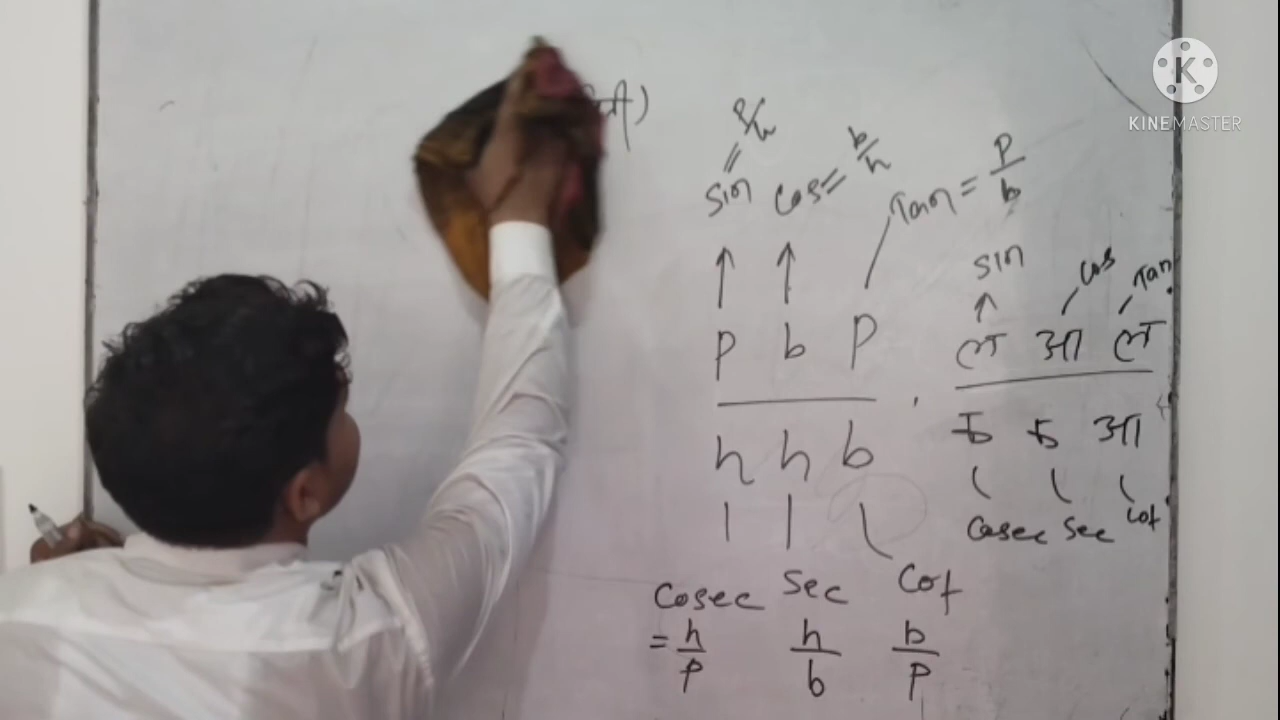 KINEMASTER
sin = P/h
cos = b/h
Tan = P/b
P b P
h h b
cosec sec cot
= h/P h/b b/P
sin cos Tan
ल आ ल
क क आ
cosec sec cot